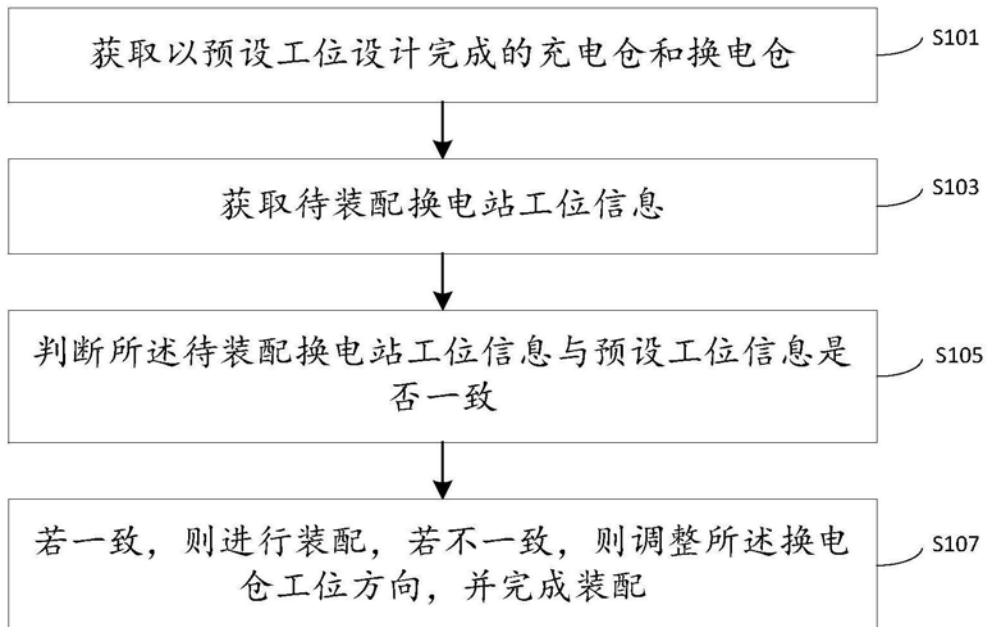 获取以预设工位设计完成的充电仓和换电仓
S101
获取待装配换电站工位信息
S103
判断所述待装配换电站工位信息与预设工位信息是
否一致
S105
若一致，则进行装配，若不一致，则调整所述换电
仓工位方向，并完成装配
S107